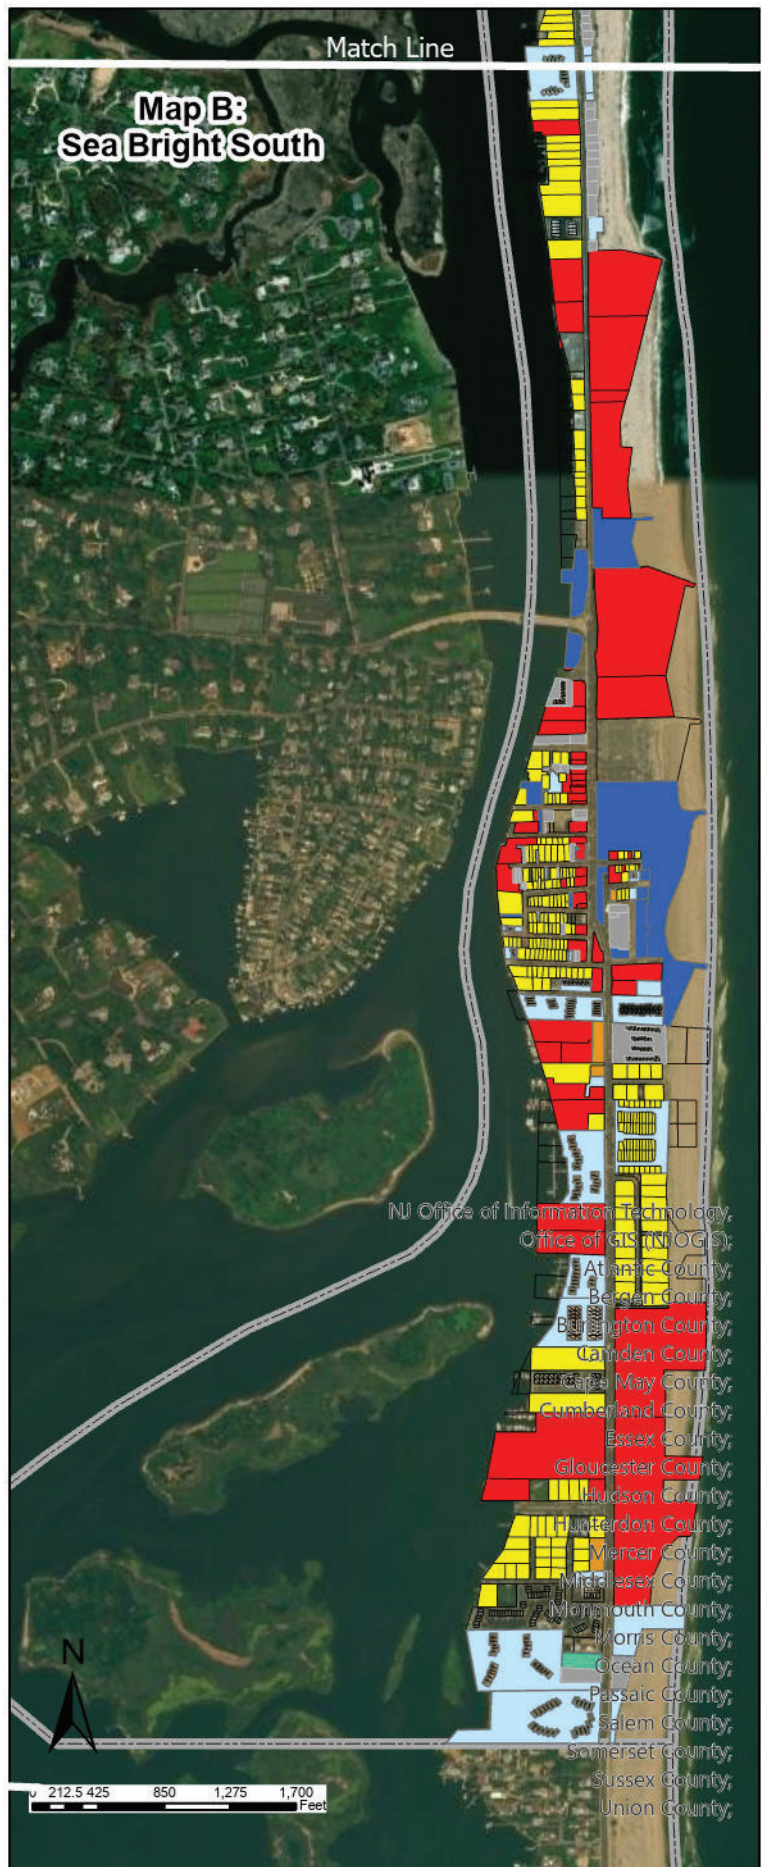 Match Line
Map B:
Sea Bright South
NJ Office of Information Technology,
Office of GIS (NJOGIS);
Atlantic County;
Bergen County;
Burlington County;
Camden County;
Cape May County;
Cumberland County;
Essex County;
Gloucester County;
Hudson County;
Hunterdon County;
Mercer County;
Middlesex County;
Monmouth County;
Morris County;
Ocean County;
Passaic County;
Salem County;
Somerset County;
Sussex County;
Union County;
N
0 212.5 425 850 1,275 1,700
Feet